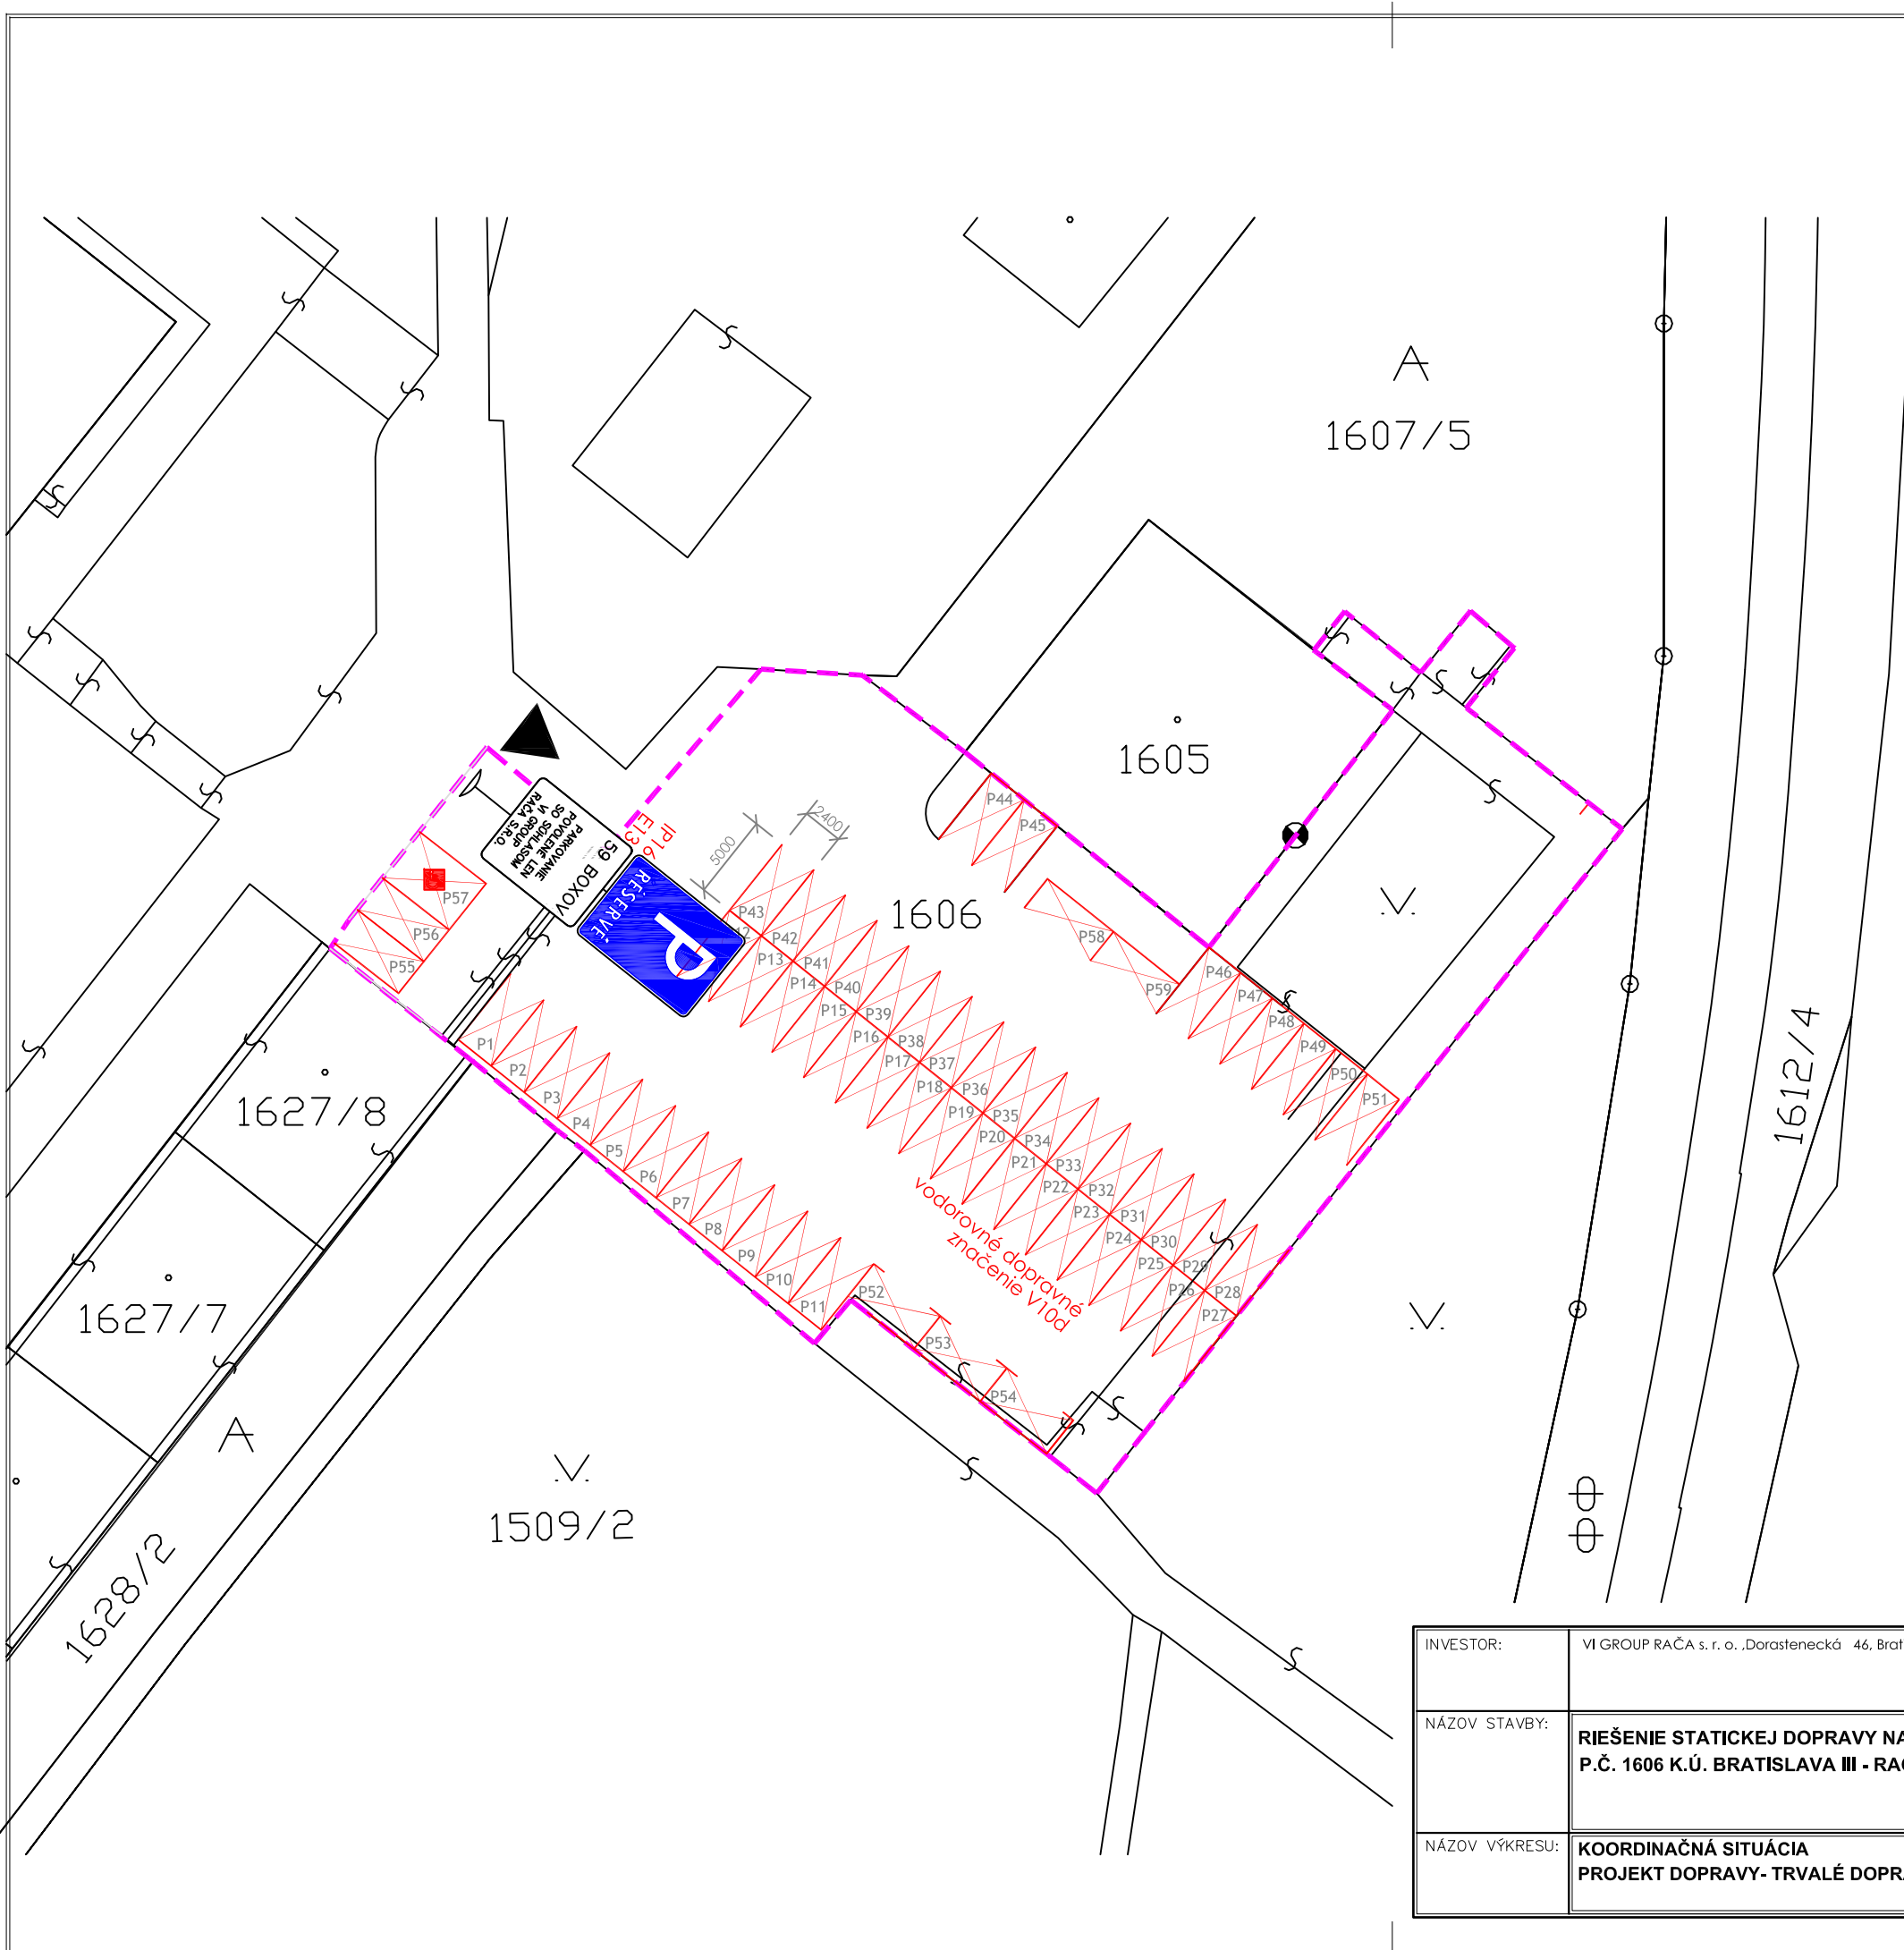 A
1607/5
1605
1606
1612/4
1627/8
1627/7
A
1628/2
1509/2
59 BOXOV
PARKOVANIE
POVOLENÉ LEN
SO SÚHLASOM
VI GROUP
RAČA S.R.O.
RÉSERVÉ
P
IP16
E13
5000
2400
P44
P45
P57
P56
P55
P58
P59
P46
P47
P48
P49
P50
P51
P43
P42
P41
P40
P39
P38
P37
P36
P35
P34
P33
P32
P31
P30
P29
P28
P13
P14
P15
P16
P17
P18
P19
P20
P21
P22
P23
P24
P25
P26
P27
P1
P2
P3
P4
P5
P6
P7
P8
P9
P10
P11
P52
P53
P54
vodorovné dopravné
značenie V10d
INVESTOR:
VI GROUP RAČA s. r. o. ,Dorastenecká 46, Brat
NÁZOV STAVBY:
RIEŠENIE STATICKEJ DOPRAVY NA
P.Č. 1606 K.Ú. BRATISLAVA III - RAČ
NÁZOV VÝKRESU:
KOORDINAČNÁ SITUÁCIA
PROJEKT DOPRAVY- TRVALÉ DOPRA